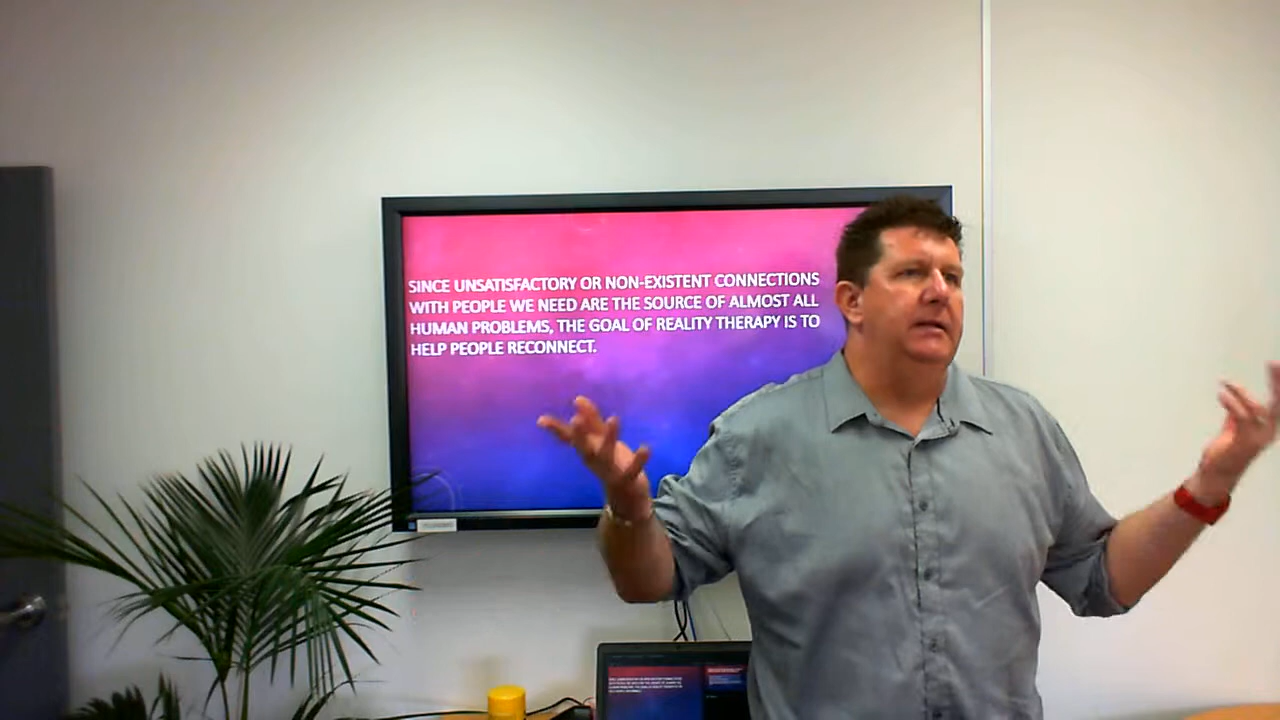 SINCE UNSATISFACTORY OR NON-EXISTENT CONNECTIONS
WITH PEOPLE WE NEED ARE THE SOURCE OF ALMOST ALL
HUMAN PROBLEMS, THE GOAL OF REALITY THERAPY IS TO
HELP PEOPLE RECONNECT.